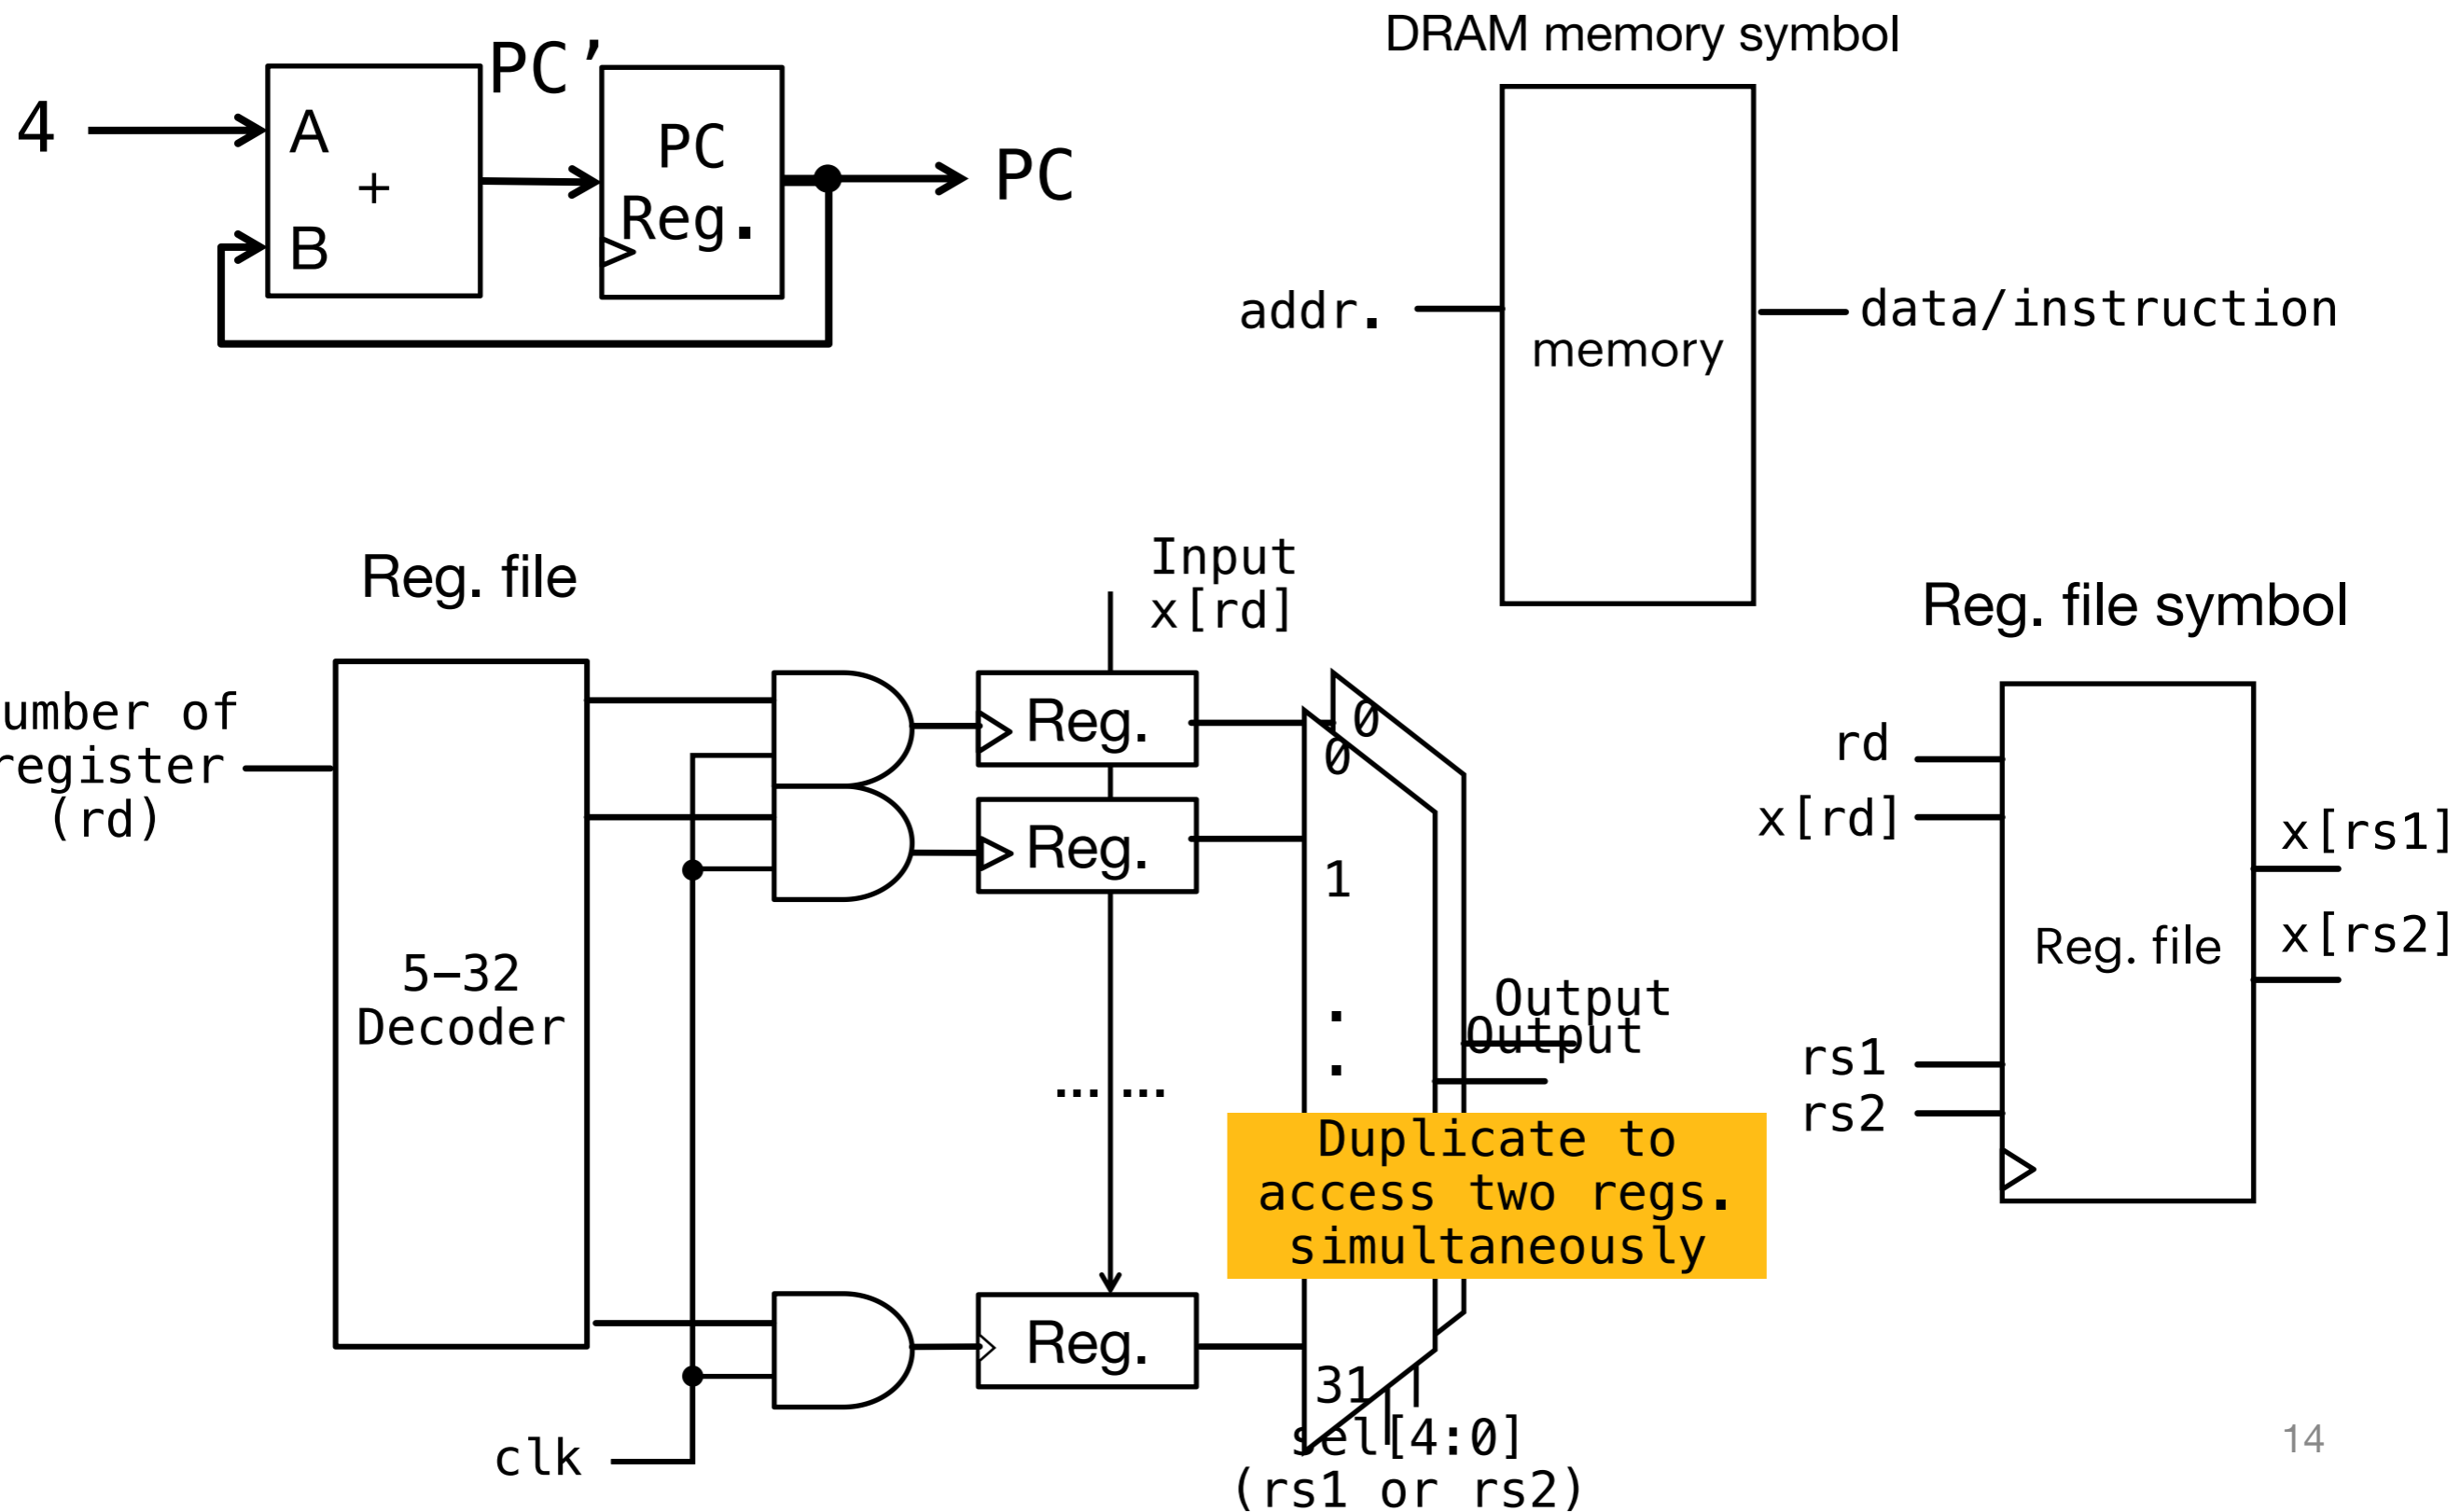 PC’
4
A
+
B
PC
Reg.
PC
DRAM memory symbol
addr.
memory
data/instruction
Reg. file
umber of
register
(rd)
5-32
Decoder
clk
Input
x[rd]
Reg.
Reg.
... ...
Reg.
0
0
1
.
.
31
Output
Output
Duplicate to
access two regs.
simultaneously
sel[4:0]
(rs1 or rs2)
Reg. file symbol
rd
x[rd]
rs1
rs2
Reg. file
x[rs1]
x[rs2]
14